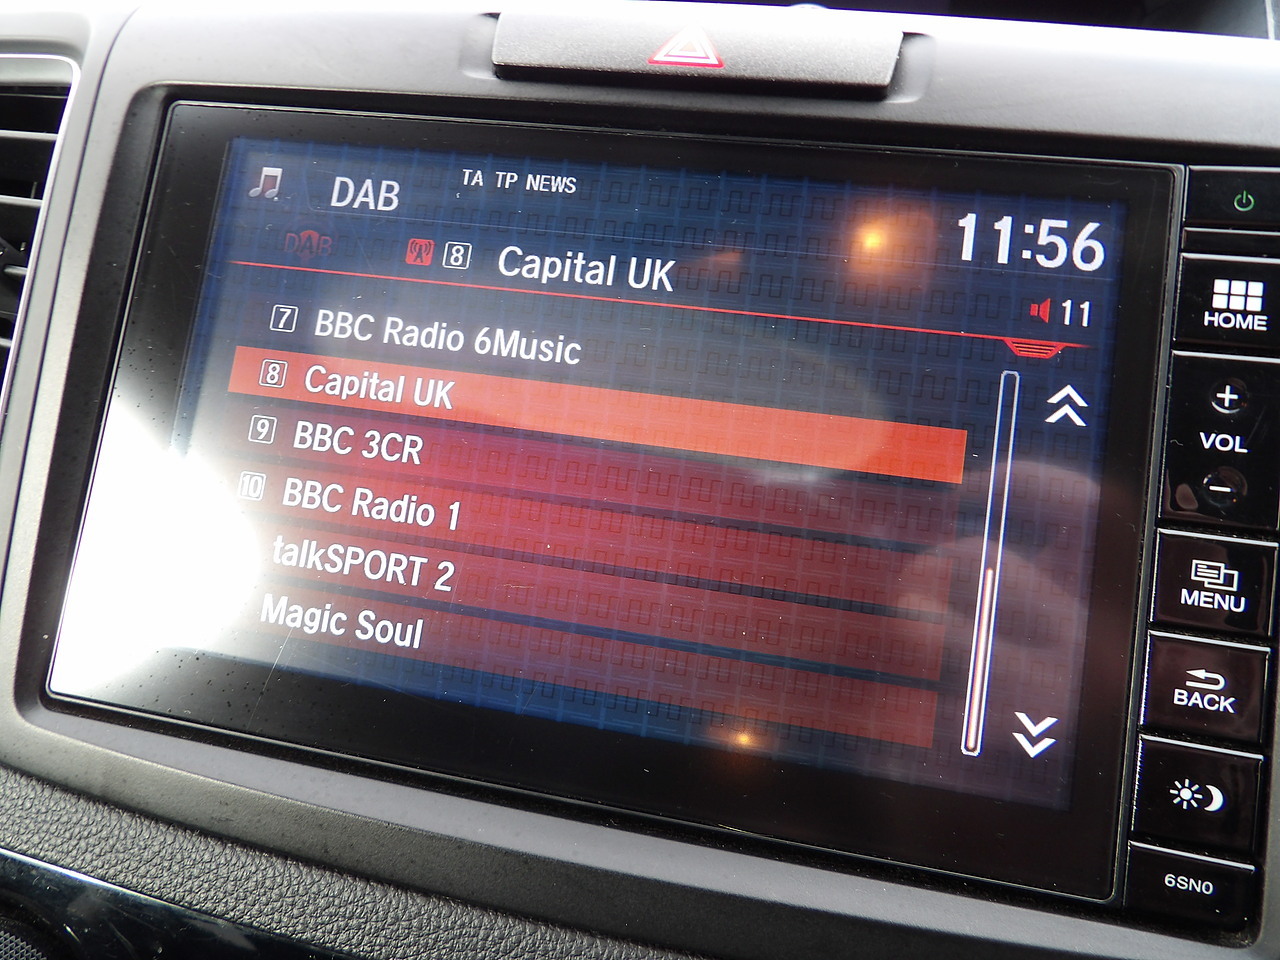 DAB TA TP NEWS
11:56
DAB 8 Capital UK
11
7 BBC Radio 6Music
8 Capital UK
9 BBC 3CR
10 BBC Radio 1
talkSPORT 2
Magic Soul
HOME
+
VOL
-
MENU
BACK
6SN0